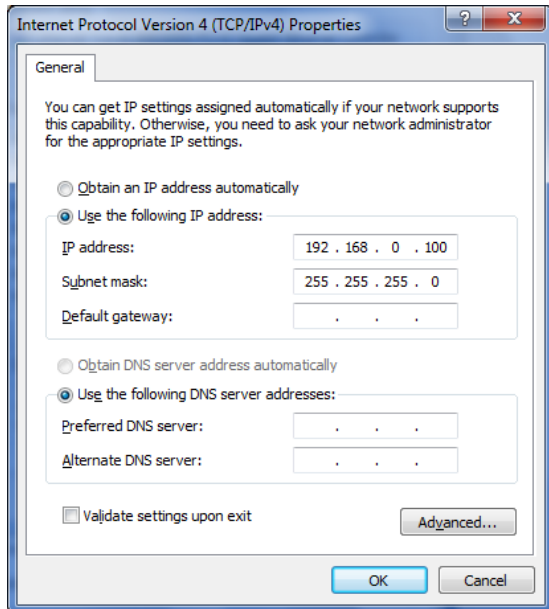 Internet Protocol Version 4 (TCP/IPv4) Properties
General
You can get IP settings assigned automatically if your network supports
this capability. Otherwise, you need to ask your network administrator
for the appropriate IP settings.
Obtain an IP address automatically
Use the following IP address:
IP address: 192 . 168 . 0 . 100
Subnet mask: 255 . 255 . 255 . 0
Default gateway: . . .
Obtain DNS server address automatically
Use the following DNS server addresses:
Preferred DNS server: . . .
Alternate DNS server: . . .
Validate settings upon exit
Advanced...
OK Cancel